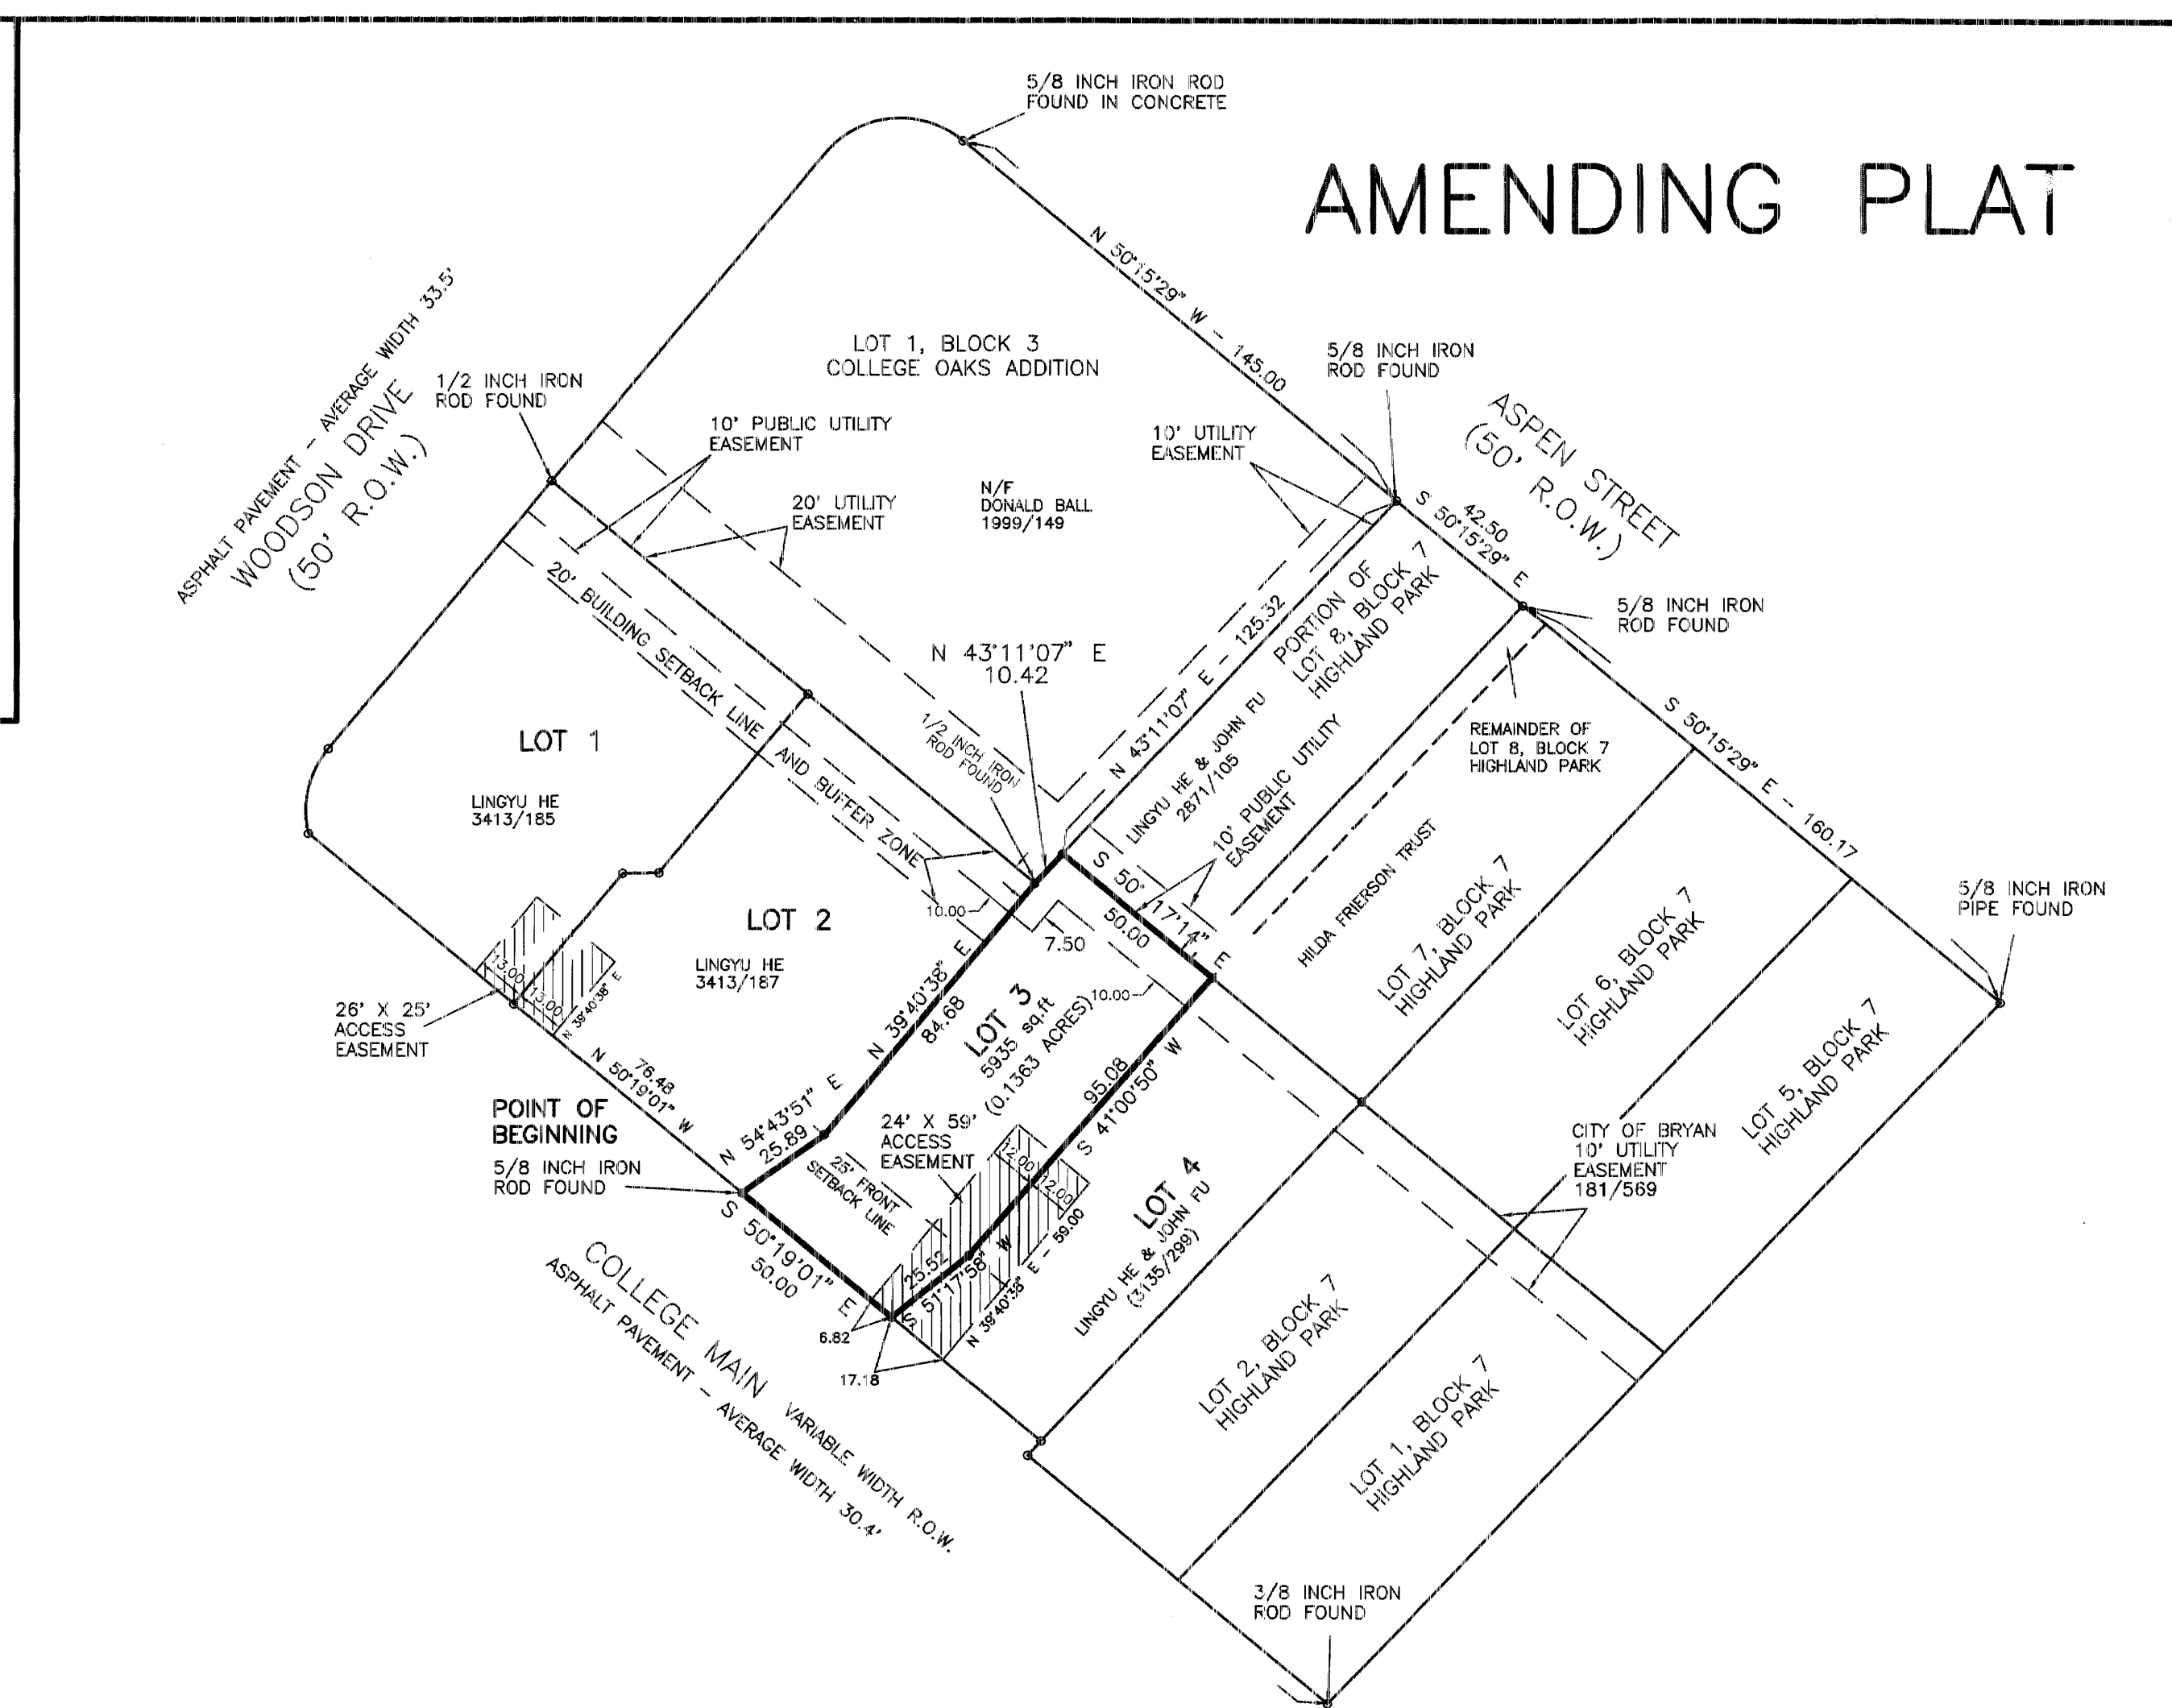 5/8 INCH IRON ROD
FOUND IN CONCRETE
AMENDING PLAT
N 50°15'29" W - 145.00
ASPHALT PAVEMENT - AVERAGE WIDTH 33.5'
WOODSON DRIVE
(50' R.O.W.)
1/2 INCH IRON
ROD FOUND
LOT 1, BLOCK 3
COLLEGE OAKS ADDITION
5/8 INCH IRON
ROD FOUND
ASPEN STREET
(50' R.O.W.)
10' PUBLIC UTILITY
EASEMENT
10' UTILITY
EASEMENT
20' UTILITY
EASEMENT
N/F
DONALD BALL
1999/149
42.50
S 50°15'29" E
5/8 INCH IRON
ROD FOUND
20' BUILDING SETBACK LINE AND BUFFER ZONE
N 43°11'07" E
10.42
N 43°11'07" E - 125.32
PORTION OF
LOT 8, BLOCK 7
HIGHLAND PARK
LINGYU HE & JOHN FU
2871/105
10' PUBLIC UTILITY
EASEMENT
REMAINDER OF
LOT 8, BLOCK 7
HIGHLAND PARK
S 50°15'29" E - 160.17
1/2 INCH IRON
ROD FOUND
LOT 1
LINGYU HE
3413/185
LOT 2
LINGYU HE
3413/187
10.00
7.50
S 50°17'14" E
50.00
10.00
HILDA FRIERSON TRUST
LOT 7, BLOCK 7
HIGHLAND PARK
LOT 6, BLOCK 7
HIGHLAND PARK
LOT 5, BLOCK 7
HIGHLAND PARK
5/8 INCH IRON
PIPE FOUND
13.00
13.00
N 39°40'38" E
26' X 25'
ACCESS
EASEMENT
76.48
N 50°19'01" W
N 39°40'38" E
84.68
LOT 3
5935 sq.ft
(0.1363 ACRES)
95.08
S 41°00'50" W
POINT OF
BEGINNING
5/8 INCH IRON
ROD FOUND
N 54°43'51" E
25.89
24' X 59'
ACCESS
EASEMENT
25' FRONT
SETBACK LINE
12.00
12.00
CITY OF BRYAN
10' UTILITY
EASEMENT
181/569
LOT 4
LINGYU HE & JOHN FU
(3135/299)
S 50°19'01" E
50.00
25.52
S 51°17'58" W
N 39°40'38" E - 59.00
6.82
17.18
COLLEGE MAIN VARIABLE WIDTH R.O.W.
ASPHALT PAVEMENT - AVERAGE WIDTH 30.4'
LOT 2, BLOCK 7
HIGHLAND PARK
LOT 1, BLOCK 7
HIGHLAND PARK
3/8 INCH IRON
ROD FOUND